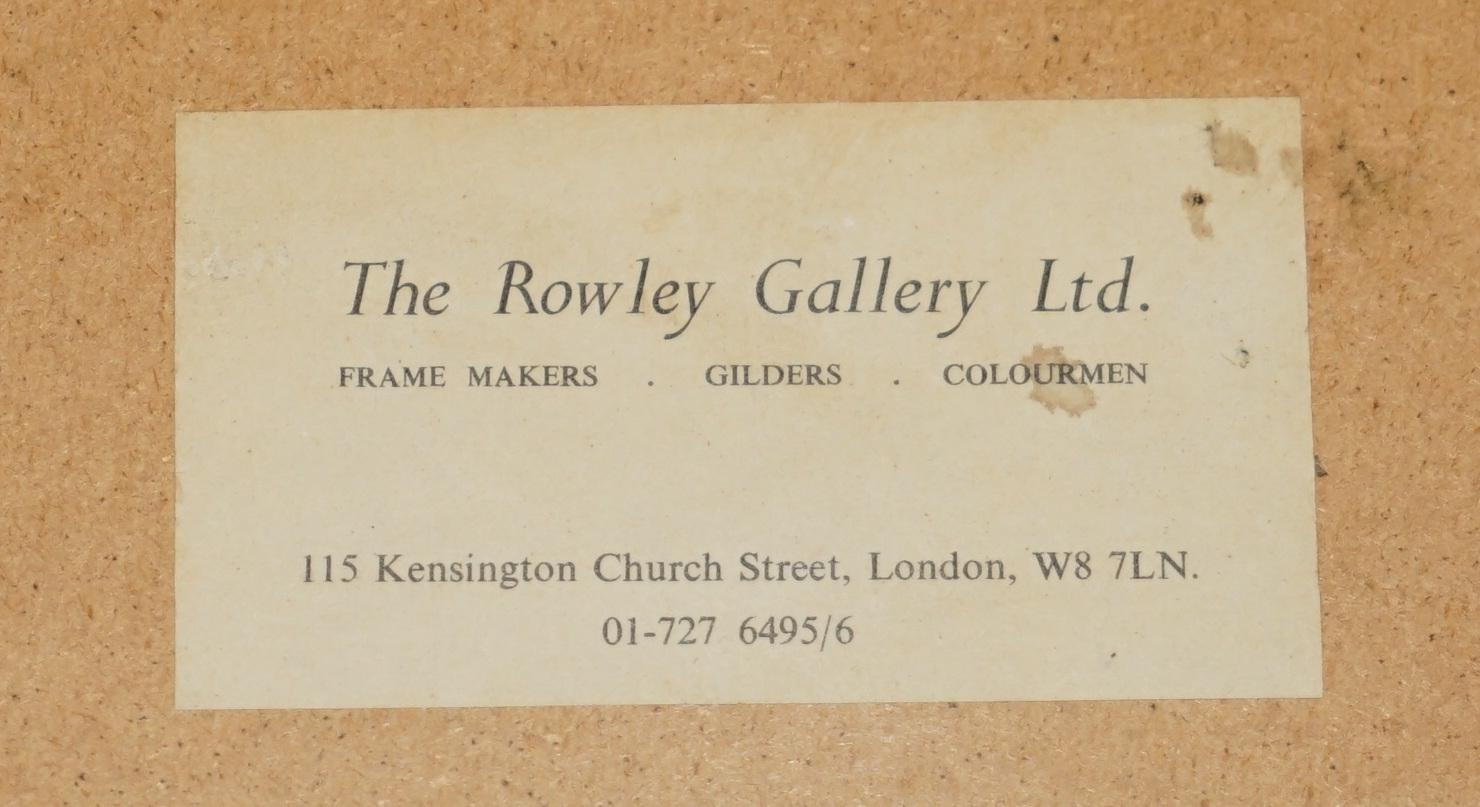 The Rowley Gallery Ltd.
FRAME MAKERS . GILDERS . COLOURMEN
115 Kensington Church Street, London, W8 7LN.
01-727 6495/6